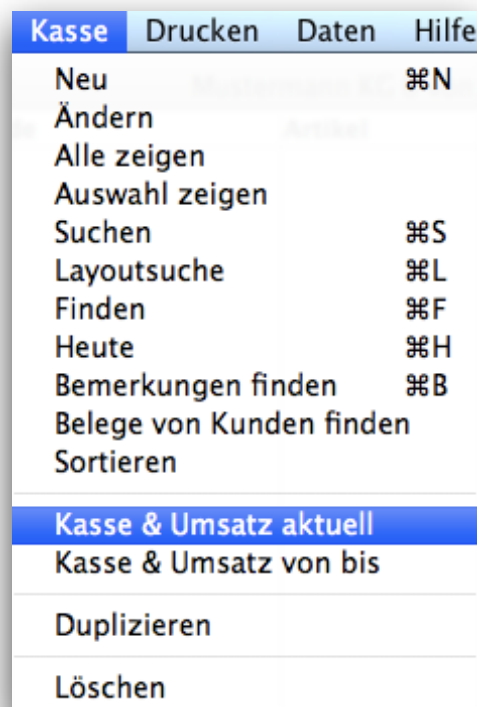 Kasse Drucken Daten Hilfe
Neu ⌘N
Ändern
Alle zeigen
Auswahl zeigen
Suchen ⌘S
Layoutsuche ⌘L
Finden ⌘F
Heute ⌘H
Bemerkungen finden ⌘B
Belege von Kunden finden
Sortieren
Kasse & Umsatz aktuell
Kasse & Umsatz von bis
Duplizieren
Löschen